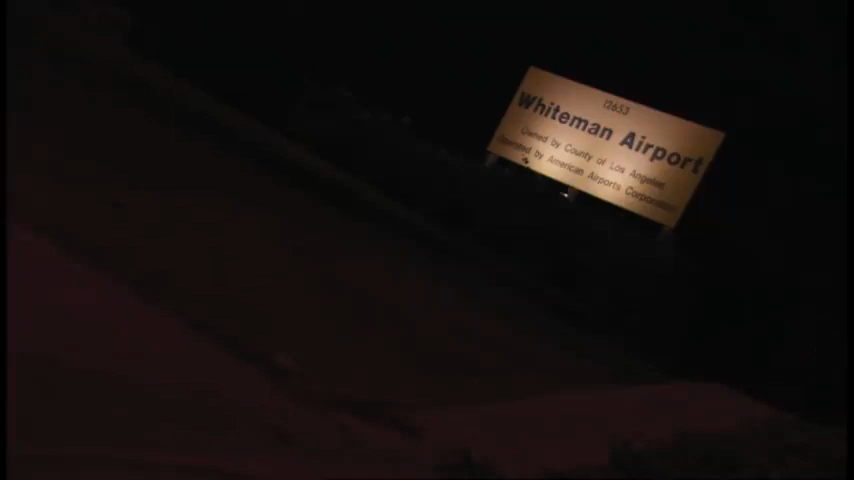 12653
Whiteman Airport
Owned by County of Los Angeles
Operated by American Airports Corporation